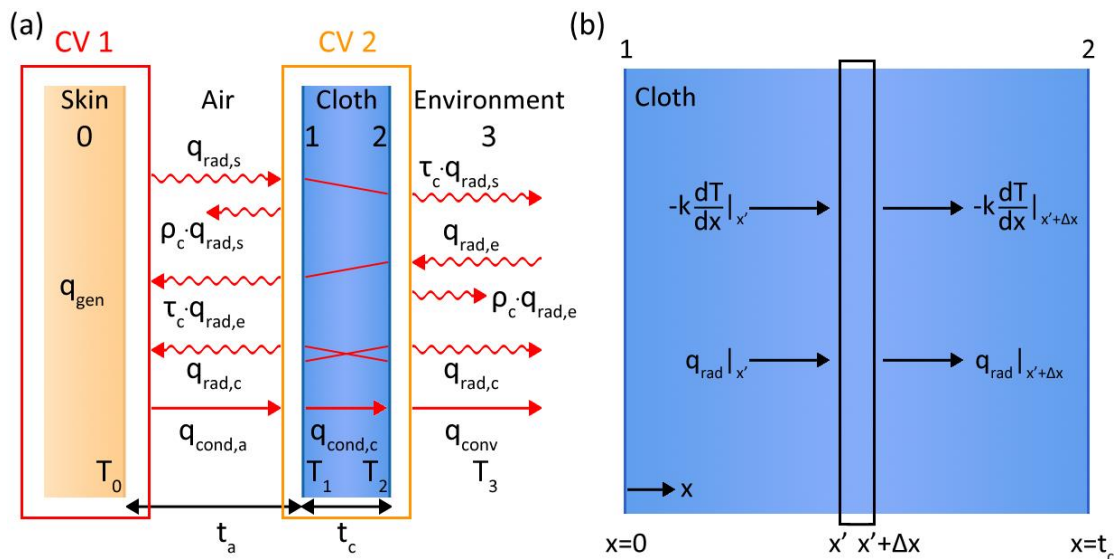 (a)
CV 1
CV 2
Skin
Air
Cloth
Environment
0
1
2
3
q_rad,s
τ_c·q_rad,s
ρ_c·q_rad,s
q_rad,e
q_gen
ρ_c·q_rad,e
τ_c·q_rad,e
q_rad,c
q_rad,c
q_cond,a
q_cond,c
q_conv
T_0
T_1
T_2
T_3
t_a
t_c
(b)
1
2
Cloth
-k dT/dx|_x'
-k dT/dx|_x'+Δx
q_rad|_x'
q_rad|_x'+Δx
x
x=0
x'
x'+Δx
x=t_c